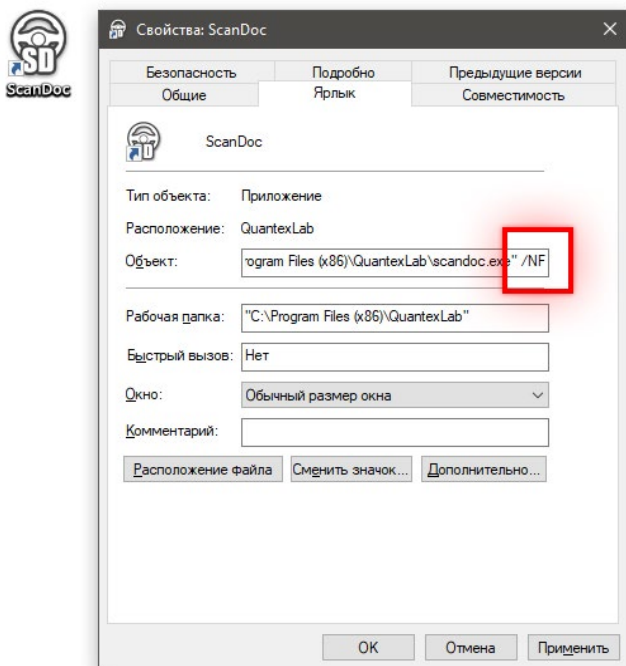 SD
ScanDoc
Свойства: ScanDoc
Безопасность Подробно Предыдущие версии
Общие Ярлык Совместимость
ScanDoc
Тип объекта: Приложение
Расположение: QuantexLab
Объект: rogram Files (x86)\QuantexLab\scandoc.exe" /NF
Рабочая папка: "C:\Program Files (x86)\QuantexLab"
Быстрый вызов: Нет
Окно: Обычный размер окна
Комментарий:
Расположение файла Сменить значок... Дополнительно...
OK Отмена Применить